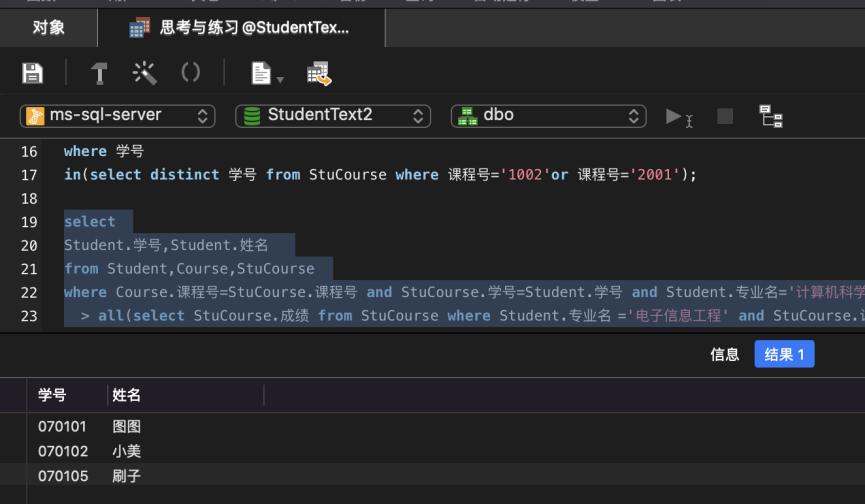 对象
思考与练习 @StudentTex...
ms-sql-server
StudentText2
dbo
16 where 学号
17 in(select distinct 学号 from StuCourse where 课程号='1002'or 课程号='2001');
18
19 select
20 Student.学号,Student.姓名
21 from Student,Course,StuCourse
22 where Course.课程号=StuCourse.课程号 and StuCourse.学号=Student.学号 and Student.专业名='计算机科学
23 > all(select StuCourse.成绩 from StuCourse where Student.专业名 ='电子信息工程' and StuCourse.
信息
结果 1
学号 姓名
070101 图图
070102 小美
070105 刷子